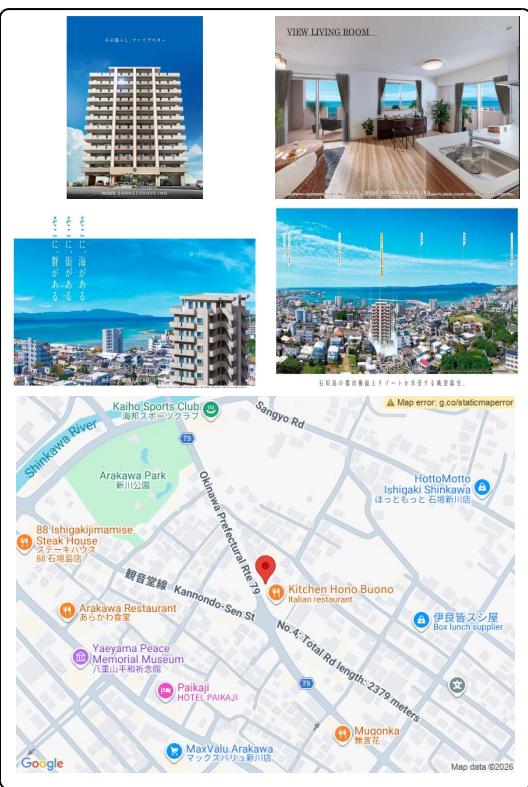 その暮らし、ファイブスター
VIEW LIVING ROOM
そこに、海がある
そこに、街がある
そこに、贅がある
石垣島の都市機能とリゾートを享受する眺望邸宅。
Map error: g.co/staticmaperror
Kaiho Sports Club
海邦スポーツクラブ
Sangyo Rd
79
Shinkawa River
Arakawa Park
新川公園
Okinawa Prefectural Rte 79
HottoMotto
Ishigaki Shinkawa
ほっともっと 石垣新川店
88 Ishigakijimamise
Steak House
ステーキハウス
88 石垣島店
観音堂線 Kannondo-Sen St
Kitchen Hono Buono
Italian restaurant
Arakawa Restaurant
あらかわ食堂
No.4; Total Rd length: 2379 meters
伊良皆スシ屋
Box lunch supplier
Yaeyama Peace
Memorial Museum
八重山平和祈念館
79
Paikaji
HOTEL PAIKAJI
Mugonka
無言花
MaxValu Arakawa
マックスバリュ新川店
Google
Map data ©2026